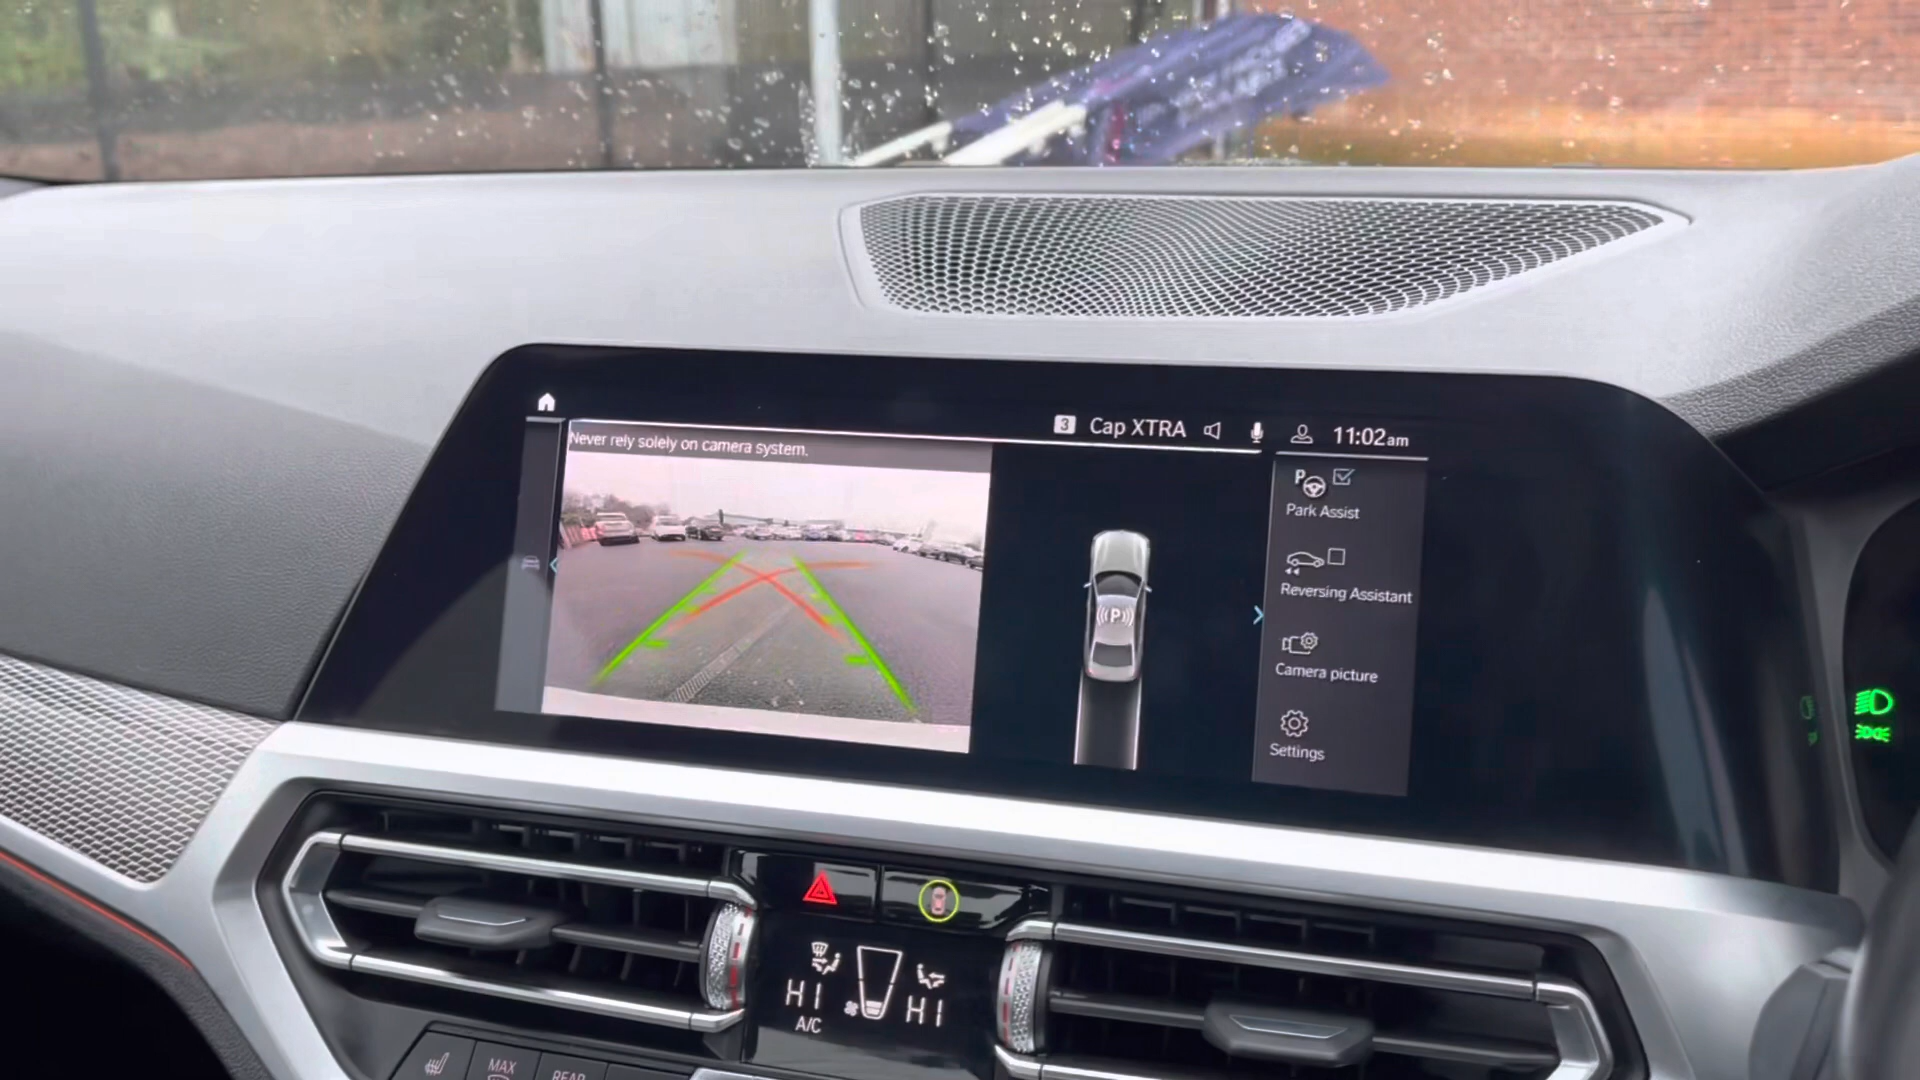 3 Cap XTRA 11:02am
Never rely solely on camera system.
P
Park Assist
Reversing Assistant
Camera picture
Settings
P
HI HI
A/C
MAX
REAR